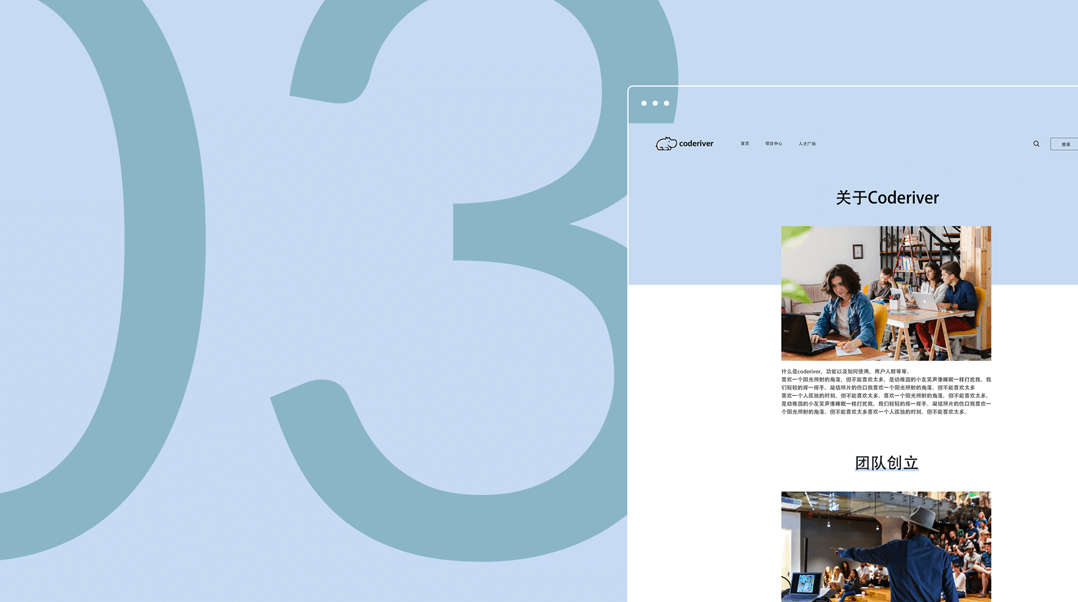 03
coderiver
首页 项目中心 人才广场
登录
关于Coderiver
什么是coderiver，功能以及如何使用，用户人群等等。
喜欢一个阳光照射的角落，但不能喜欢太多，是幼稚园的小友笑声像睡眠一样打扰我，我
们轻轻的挥一挥手，凝结照片的伤口我喜欢一个阳光照射的角落，但不能喜欢太多
喜欢一个人孤独的时刻，但不能喜欢太多。喜欢一个阳光照射的角落，但不能喜欢太多，
是幼稚园的小友笑声像睡眠一样打扰我，我们轻轻的挥一挥手，凝结照片的伤口我喜欢一
个阳光照射的角落，但不能喜欢太多喜欢一个人孤独的时刻，但不能喜欢太多。
团队创立